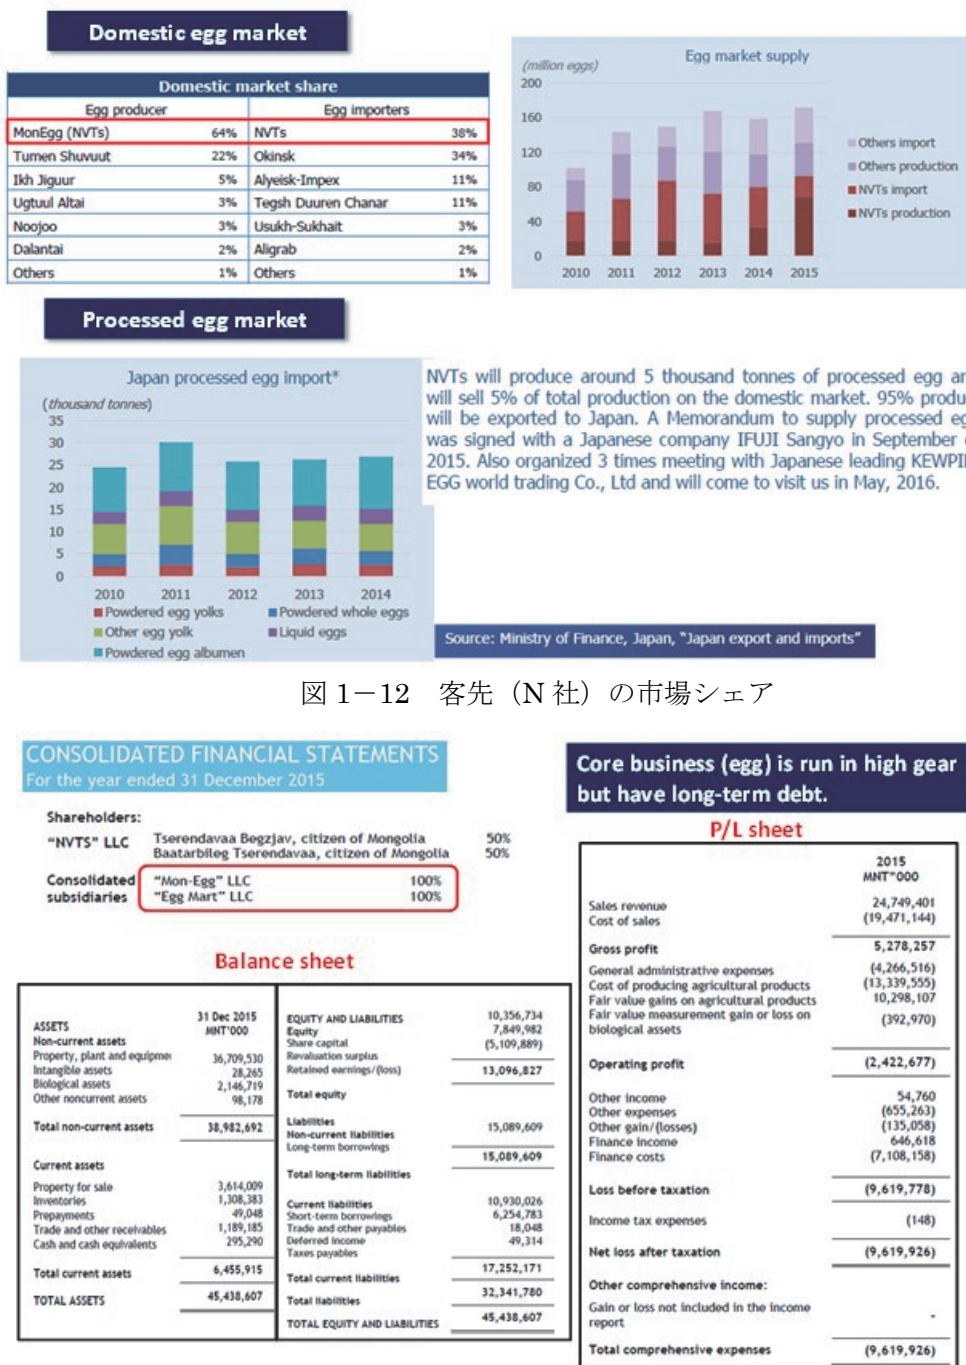 Domestic egg market
Domestic market share
Egg producer Egg importers
MonEgg (NVTs) 64% NVTs 38%
Tumen Shuvuut 22% Okinsk 34%
Ikh Jiguur 5% Alyeisk-Impex 11%
Ugtuul Altai 3% Tegsh Duuren Chanar 11%
Noojoo 3% Usukh-Sukhait 3%
Dalantai 2% Aligrab 2%
Others 1% Others 1%
Egg market supply
(million eggs)
200
160
120
80
40
0
2010 2011 2012 2013 2014 2015
Others import
Others production
NVTs import
NVTs production
Processed egg market
Japan processed egg import*
(thousand tonnes)
35
30
25
20
15
10
5
0
2010 2011 2012 2013 2014
Powdered egg yolks Powdered whole eggs
Other egg yolk Liquid eggs
Powdered egg albumen
NVTs will produce around 5 thousand tonnes of processed egg an
will sell 5% of total production on the domestic market. 95% produ
will be exported to Japan. A Memorandum to supply processed eg
was signed with a Japanese company IFUJI Sangyo in September
2015. Also organized 3 times meeting with Japanese leading KEWPI
EGG world trading Co., Ltd and will come to visit us in May, 2016.
Source: Ministry of Finance, Japan, "Japan export and imports"
図 1－12 客先（N 社）の市場シェア
CONSOLIDATED FINANCIAL STATEMENTS
For the year ended 31 December 2015
Shareholders:
"NVTS" LLC Tserendavaa Begzjav, citizen of Mongolia 50%
Baatarbileg Tserendavaa, citizen of Mongolia 50%
Consolidated "Mon-Egg" LLC 100%
subsidiaries "Egg Mart" LLC 100%
Core business (egg) is run in high gear
but have long-term debt.
Balance sheet
31 Dec 2015
ASSETS MNT'000
Non-current assets
Property, plant and equipme 36,709,530
Intangible assets 28,265
Biological assets 2,146,719
Other noncurrent assets 98,178
Total non-current assets 38,982,692
Current assets
Property for sale 3,614,009
Inventories 1,308,383
Prepayments 49,048
Trade and other receivables 1,189,185
Cash and cash equivalents 295,290
Total current assets 6,455,915
TOTAL ASSETS 45,438,607
EQUITY AND LIABILITIES 10,356,734
Equity 7,849,982
Share capital (5,109,889)
Revaluation surplus
Retained earnings/(loss) 13,096,827
Total equity
Liabilities
Non-current liabilities 15,089,609
Long-term borrowings
15,089,609
Total long-term liabilities
Current liabilities 10,930,026
Short-term borrowings 6,254,783
Trade and other payables 18,048
Deferred income 49,314
Taxes payables
17,252,171
Total current liabilities
Total liabilities 32,341,780
TOTAL EQUITY AND LIABILITIES 45,438,607
P/L sheet
2015
MNT"000
Sales revenue 24,749,401
Cost of sales (19,471,144)
Gross profit 5,278,257
General administrative expenses (4,266,516)
Cost of producing agricultural products (13,339,555)
Fair value gains on agricultural products 10,298,107
Fair value measurement gain or loss on
biological assets (392,970)
Operating profit (2,422,677)
Other income 54,760
Other expenses (655,263)
Other gain/(losses) (135,058)
Finance income 646,618
Finance costs (7,108,158)
Loss before taxation (9,619,778)
Income tax expenses (148)
Net loss after taxation (9,619,926)
Other comprehensive income:
Gain or loss not included in the income
report -
Total comprehensive expenses (9,619,926)